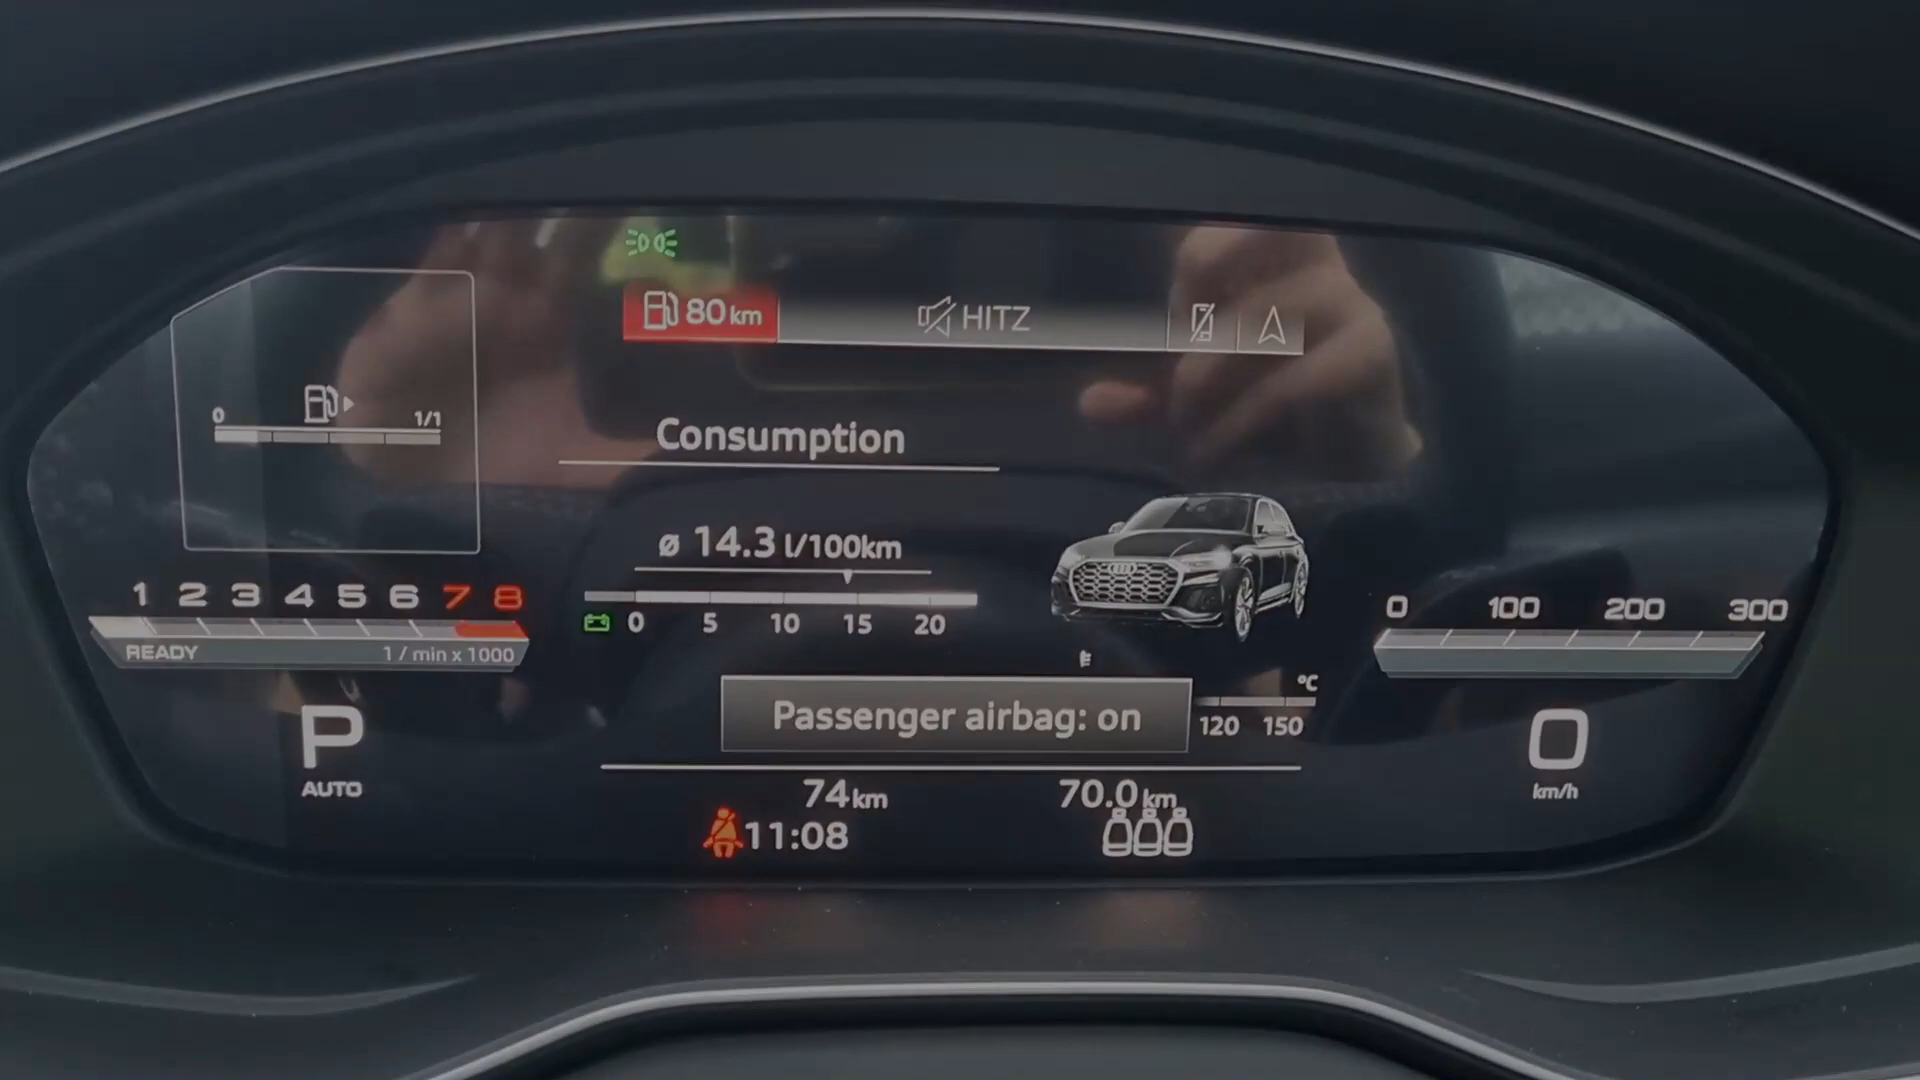 80 km
HITZ
0 1/1
Consumption
ø 14.3 l/100km
0 5 10 15 20
1 2 3 4 5 6 7 8
READY 1 / min x 1000
0 100 200 300
P
AUTO
Passenger airbag: on
°C
120 150
0
km/h
74 km
70.0 km
11:08